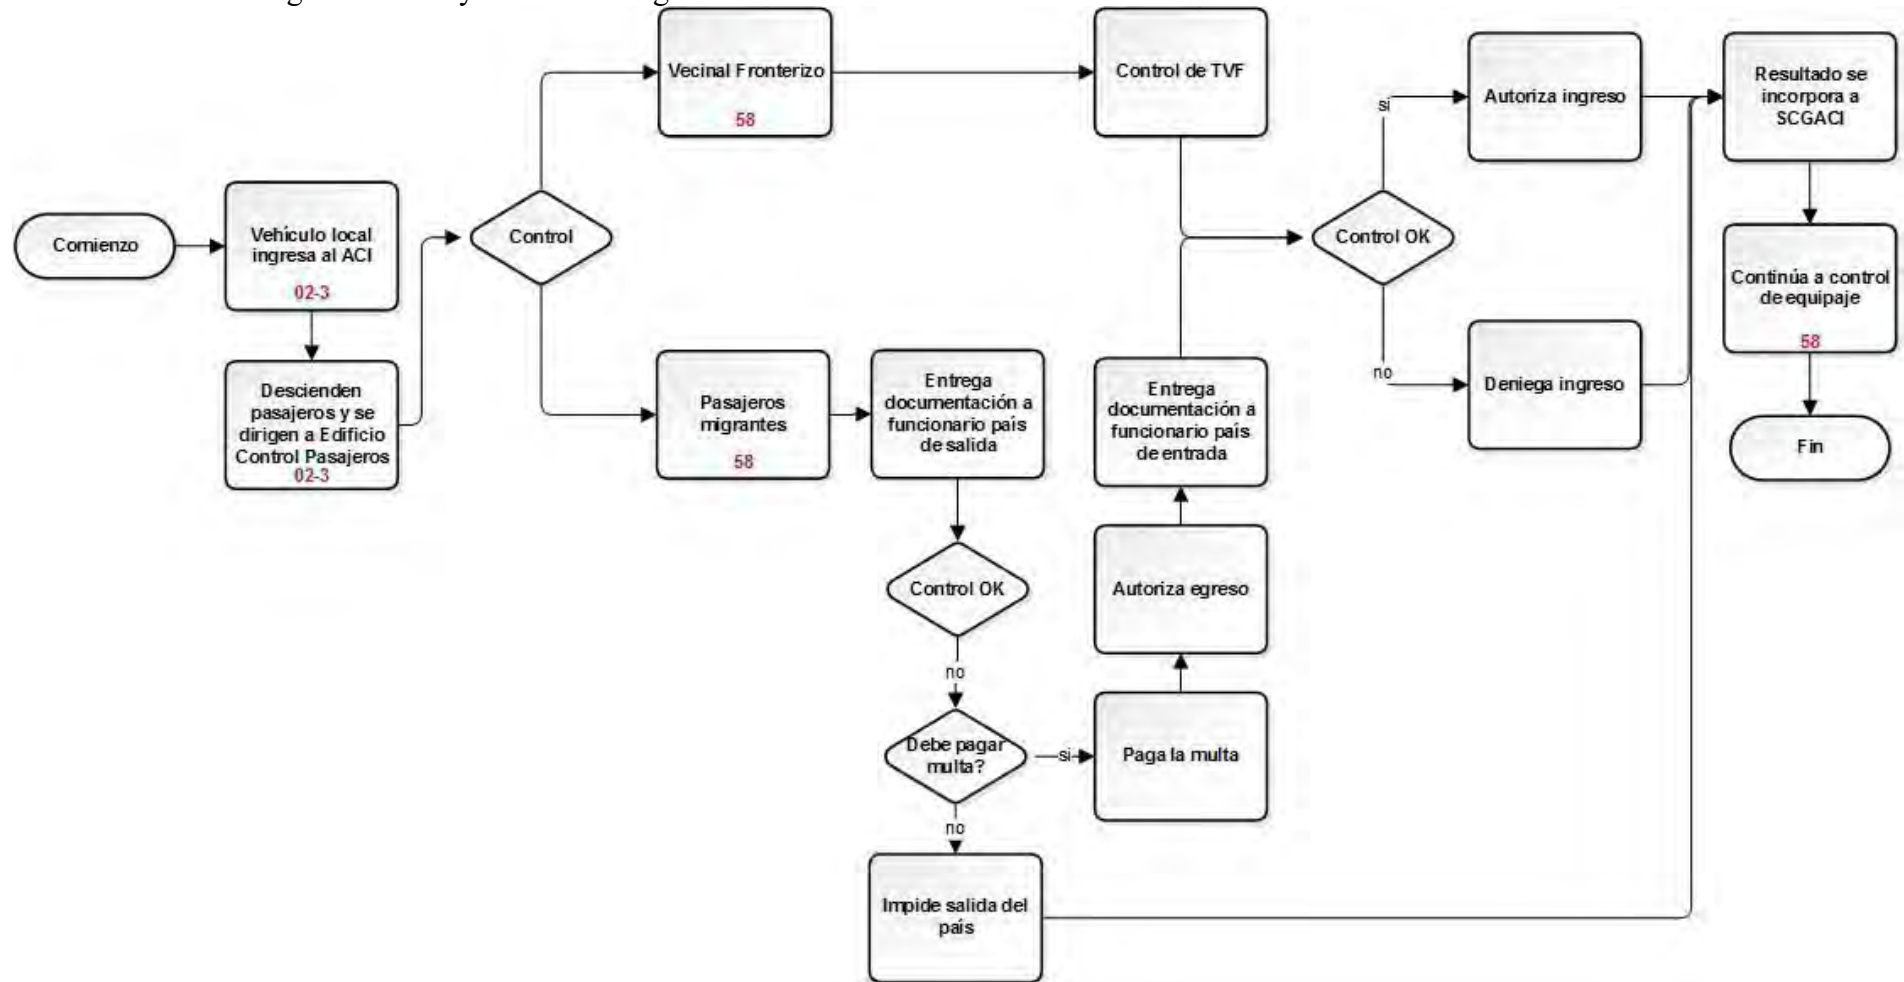 Vecinal Fronterizo
58
Control de TVF
si
Autoriza ingreso
Resultado se
incorpora a
SCGACI
Comienzo
Vehículo local
ingresa al ACI
02-3
Control
Control OK
Continúa a control
de equipaje
58
Descienden
pasajeros y se
dirigen a Edificio
Control Pasajeros
02-3
Pasajeros
migrantes
58
Entrega
documentación a
funcionario país
de salida
Entrega
documentación a
funcionario país
de entrada
no
Deniega ingreso
Fin
Control OK
Autoriza egreso
no
Debe pagar
multa?
si
Paga la multa
no
Impide salida del
país